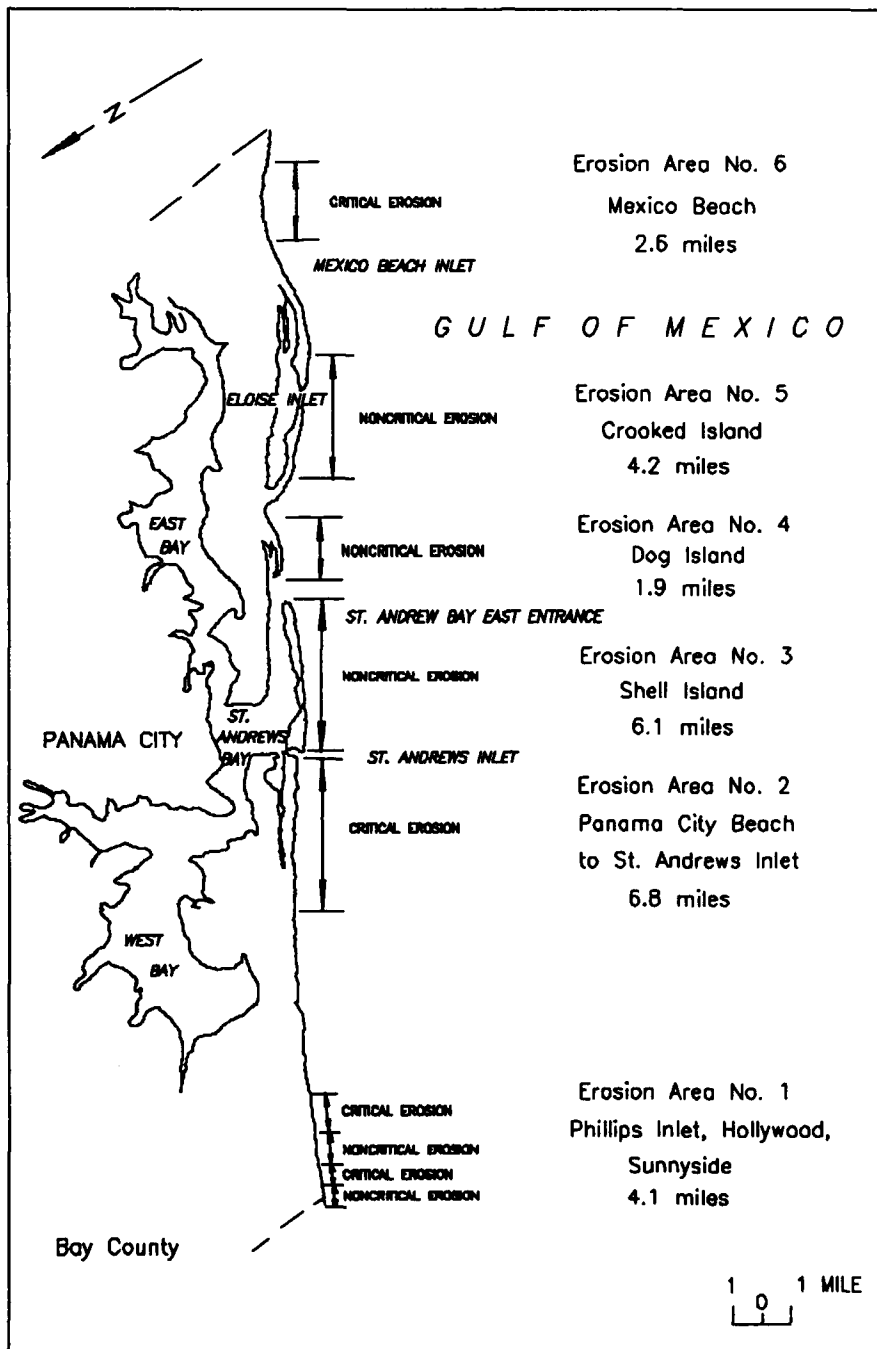 N
Erosion Area No. 6
Mexico Beach
2.6 miles
CRITICAL EROSION
MEXICO BEACH INLET
GULF OF MEXICO
ELOISE INLET
NONCRITICAL EROSION
Erosion Area No. 5
Crooked Island
4.2 miles
EAST
BAY
NONCRITICAL EROSION
Erosion Area No. 4
Dog Island
1.9 miles
ST. ANDREW BAY EAST ENTRANCE
NONCRITICAL EROSION
Erosion Area No. 3
Shell Island
6.1 miles
PANAMA CITY
ST.
ANDREWS
BAY
ST. ANDREWS INLET
CRITICAL EROSION
Erosion Area No. 2
Panama City Beach
to St. Andrews Inlet
6.8 miles
WEST
BAY
CRITICAL EROSION
NONCRITICAL EROSION
CRITICAL EROSION
NONCRITICAL EROSION
Erosion Area No. 1
Phillips Inlet, Hollywood,
Sunnyside
4.1 miles
Bay County
1 0 1 MILE